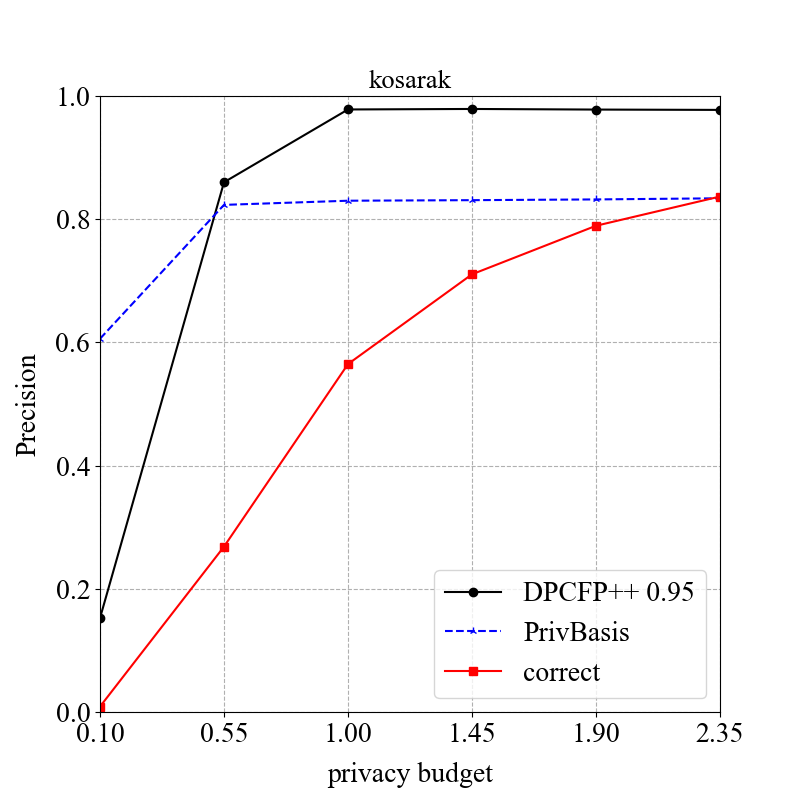 kosarak
1.0
0.8
0.6
0.4
0.2
0.0
Precision
DPCFP++ 0.95
PrivBasis
correct
0.10 0.55 1.00 1.45 1.90 2.35
privacy budget